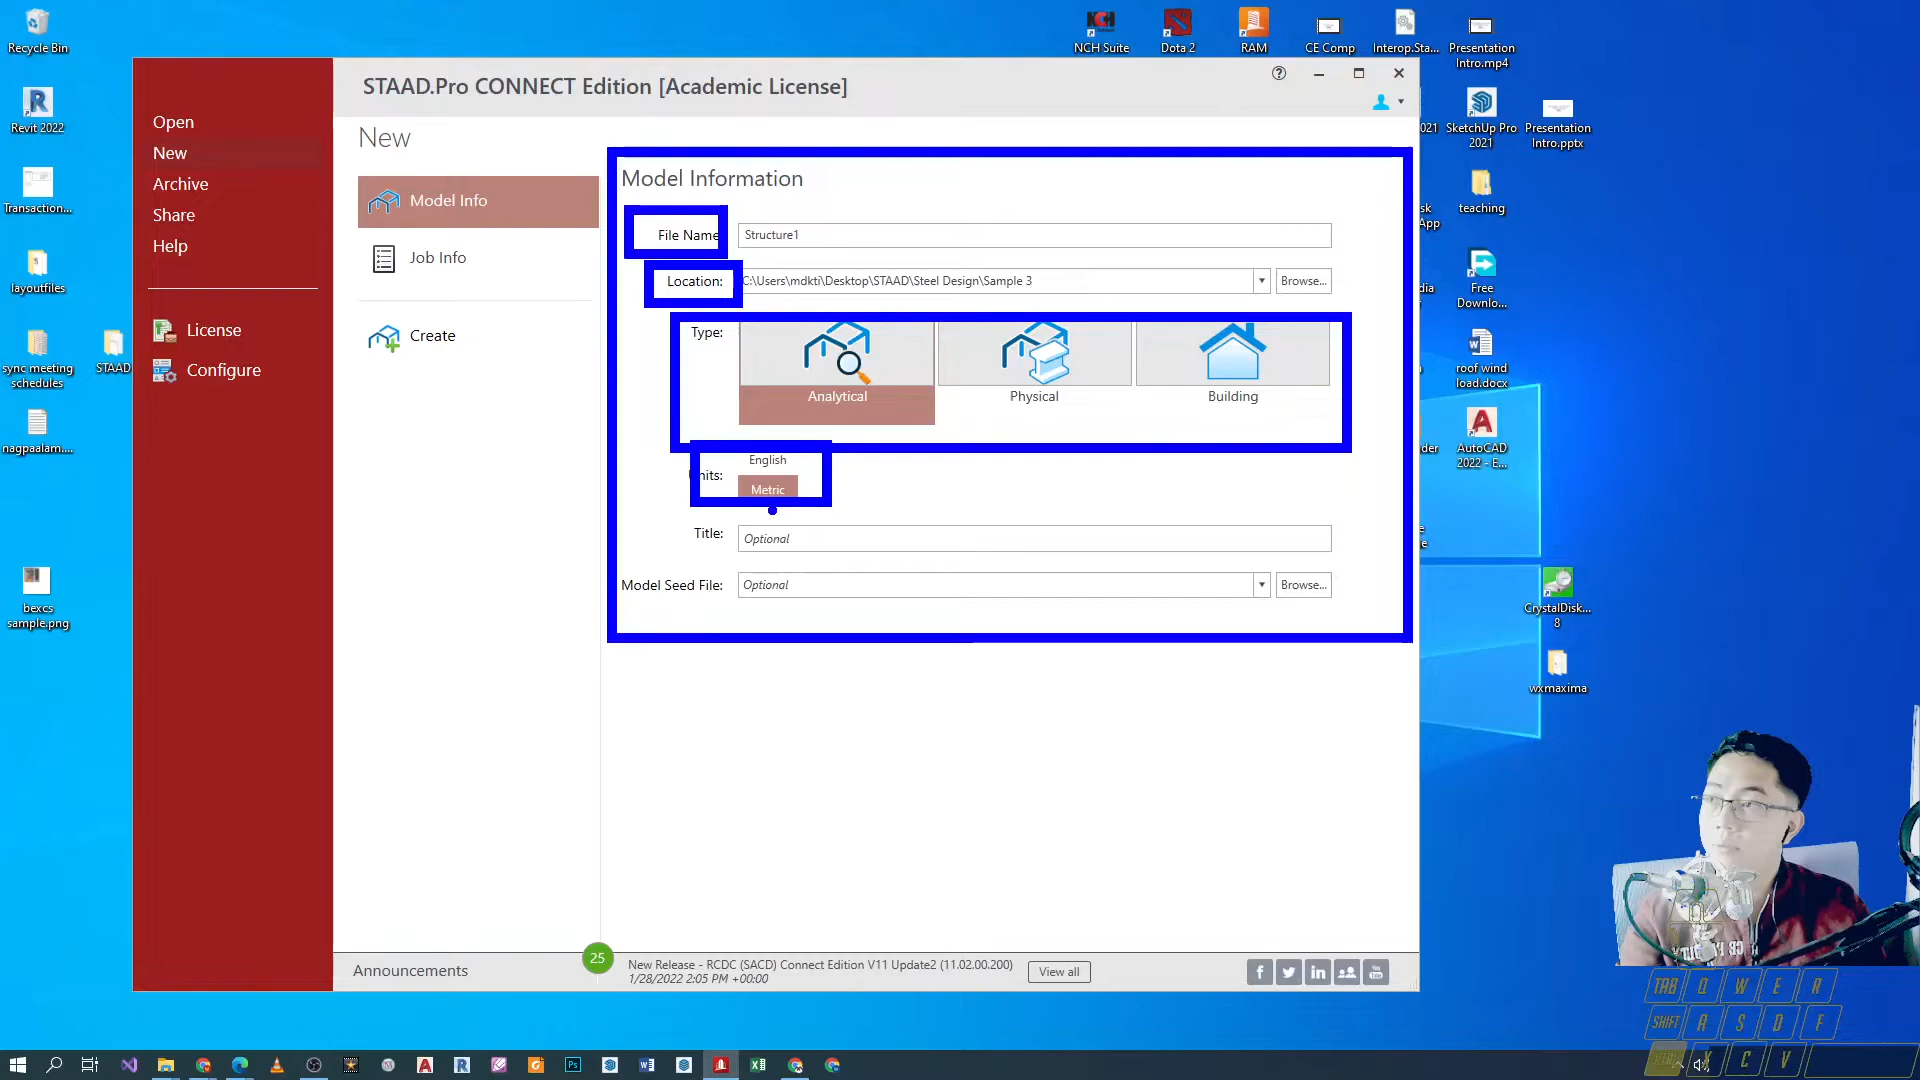 Recycle Bin
Revit 2022
Transaction...
layoutfiles
sync meeting
schedules
STAAD
nagpaalam....
bexcs
sample.png
NCH Suite
Dota 2
RAM
CE Comp
Interop.Sta...
Presentation
Intro.mp4
STAAD.Pro CONNECT Edition [Academic License]
Open
New
Archive
Share
Help
License
Configure
New
Model Info
Job Info
Create
Model Information
File Name
Structure1
Location:
C:\Users\mdkti\Desktop\STAAD\Steel Design\Sample 3
Browse...
Type:
Analytical
Physical
Building
Units:
English
Metric
Title:
Optional
Model Seed File:
Optional
Browse...
2021
SketchUp Pro
2021
Presentation
Intro.pptx
teaching
App
Free
Downlo...
roof wind
load.docx
AutoCAD
2022 - E...
CrystalDisk...
8
wxmaxima
Announcements
25
New Release - RCDC (SACD) Connect Edition V11 Update2 (11.02.00.200)
1/28/2022 2:05 PM +00:00
View all
TAB Q W E R
SHIFT A S D F
X C V